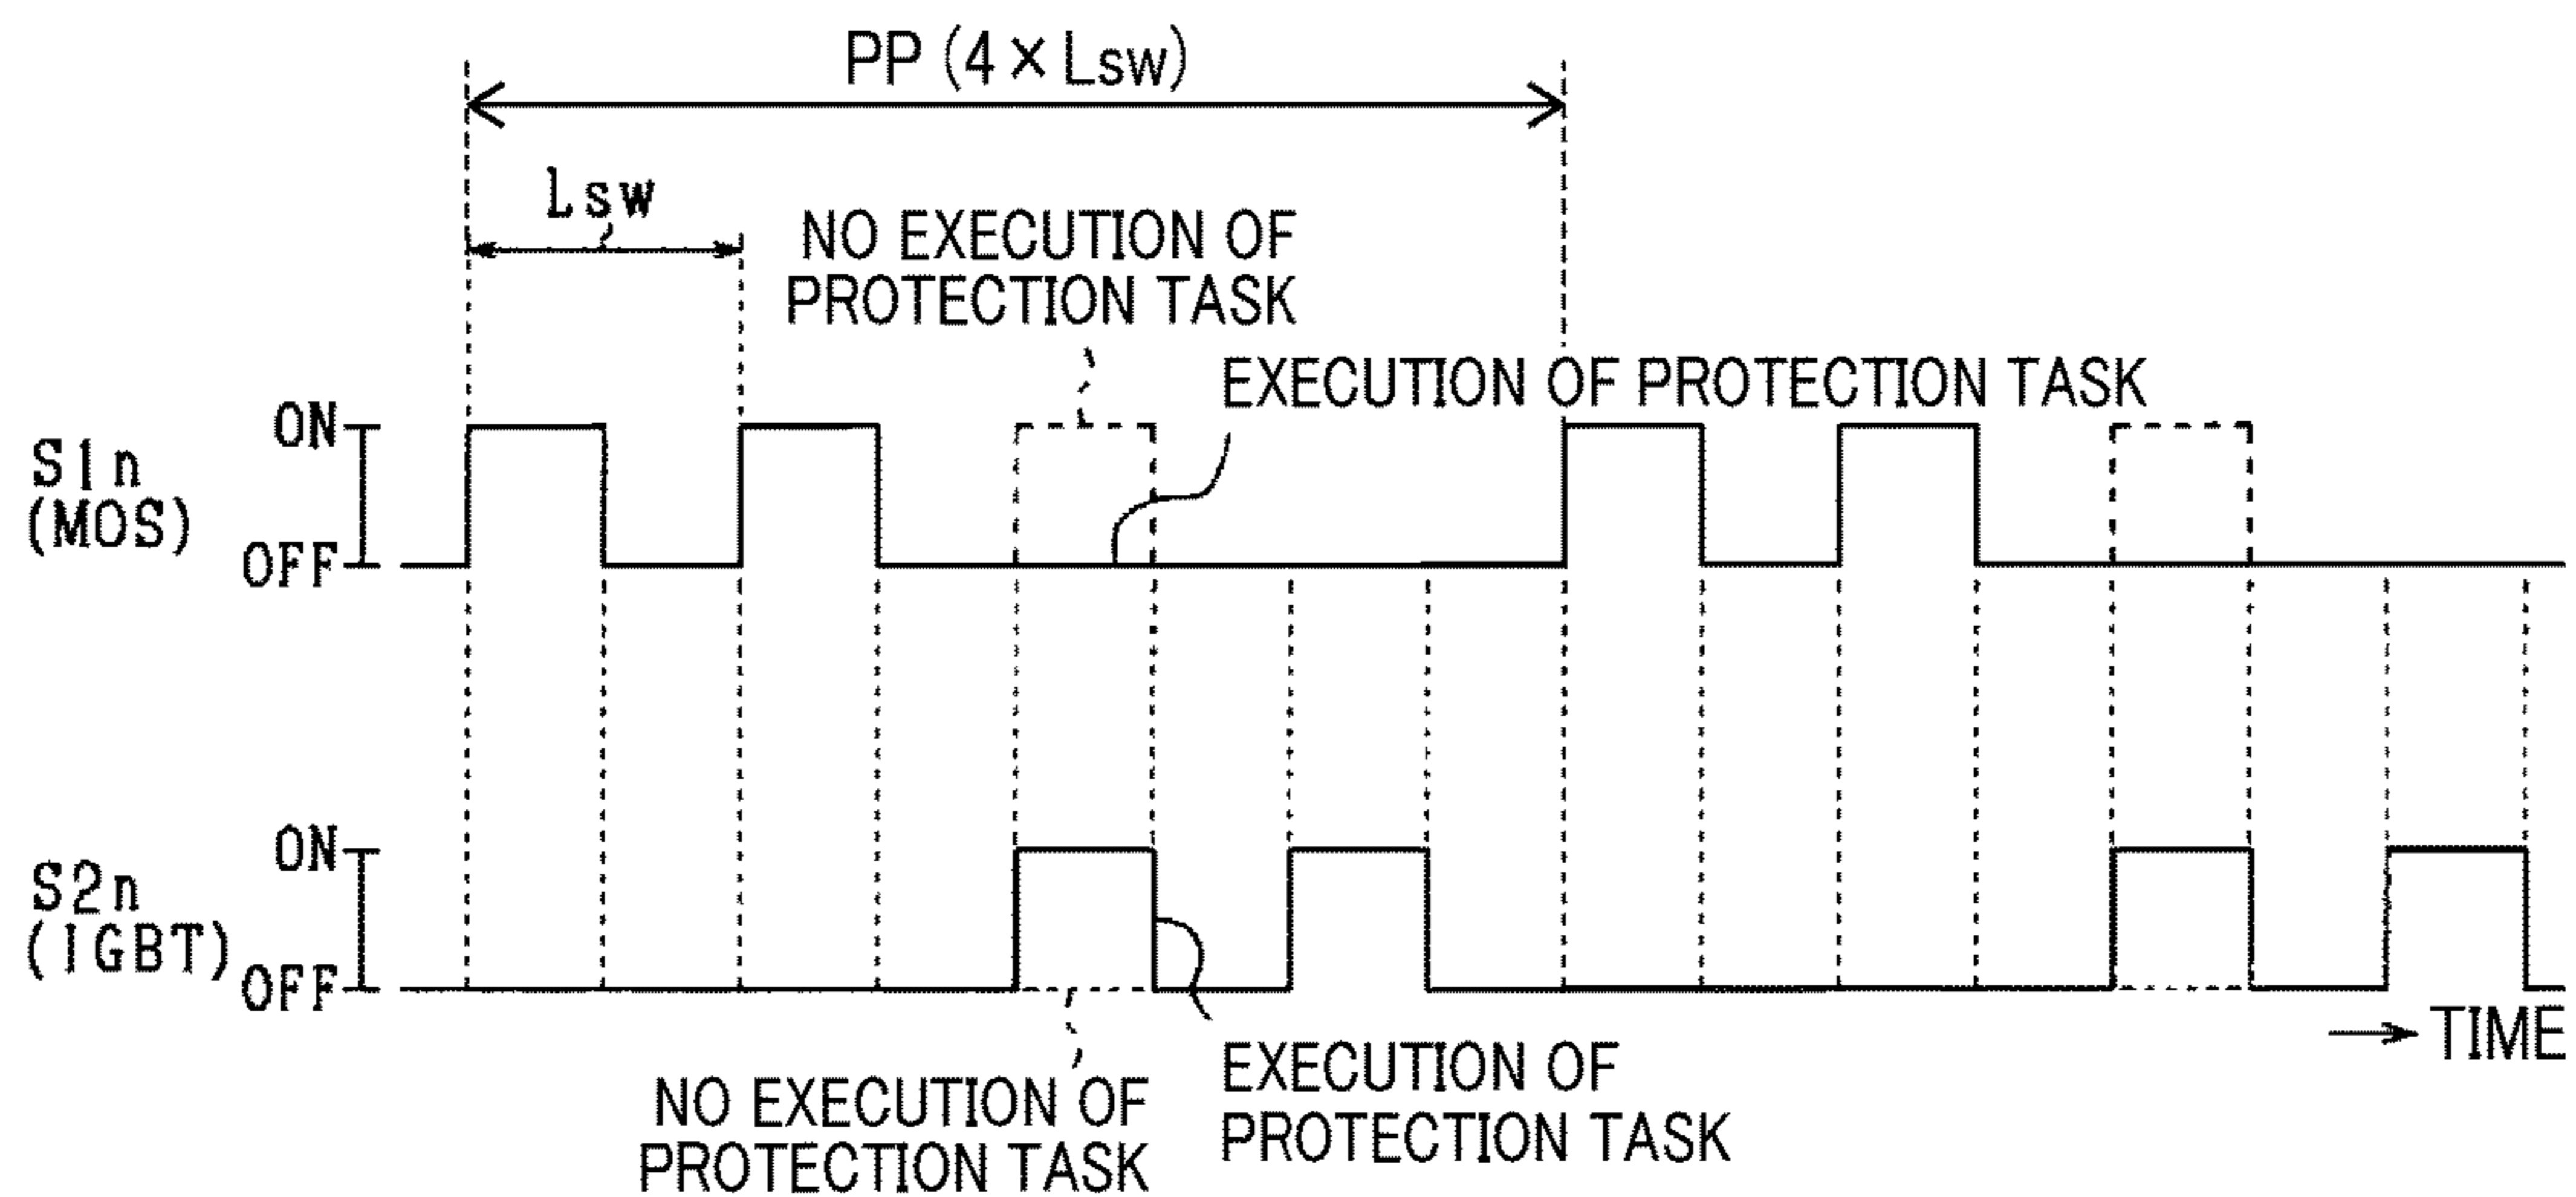 PP (4 × Lsw)
Lsw
NO EXECUTION OF
PROTECTION TASK
EXECUTION OF PROTECTION TASK
S1n
(MOS)
ON
OFF
S2n
(IGBT)
ON
OFF
TIME
NO EXECUTION OF
PROTECTION TASK
EXECUTION OF
PROTECTION TASK